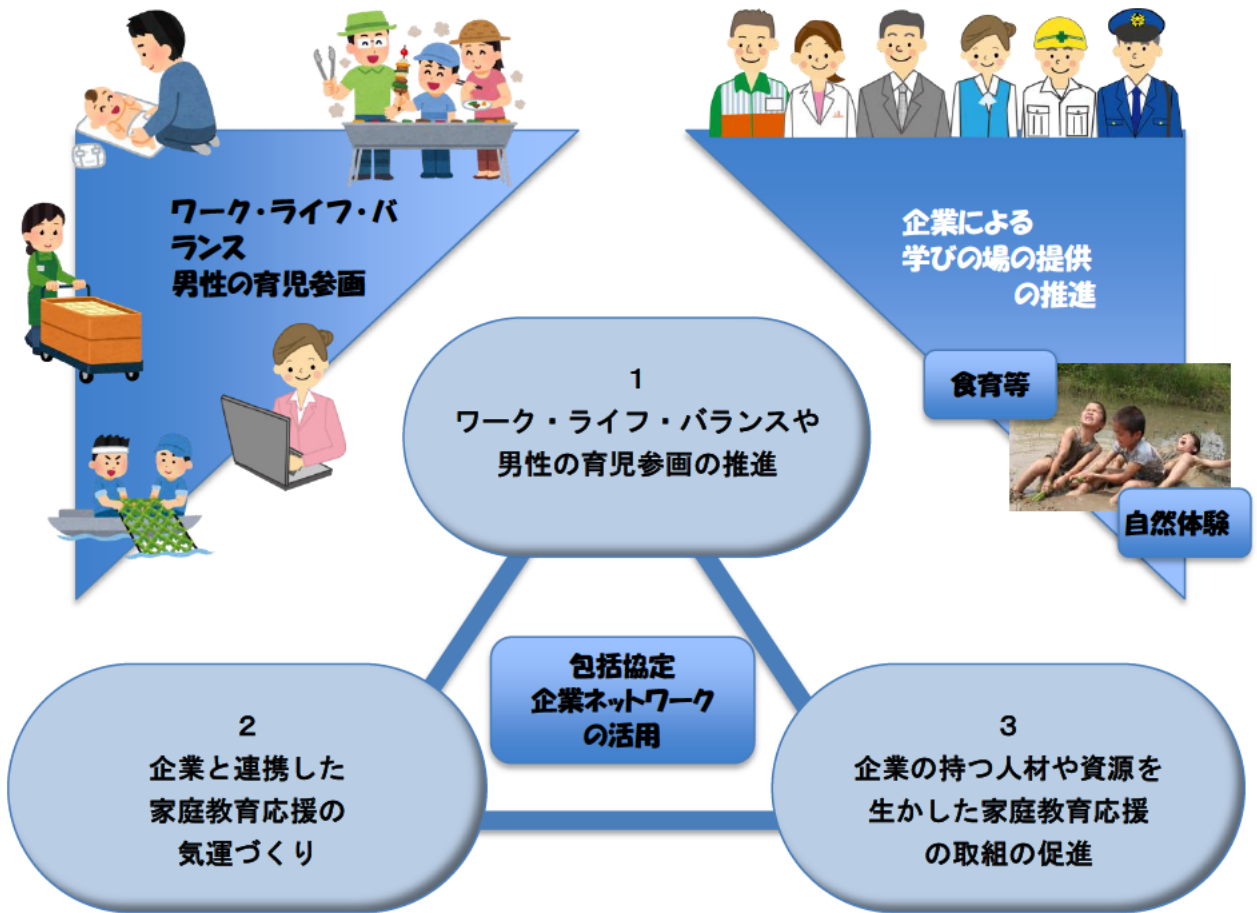 ワーク・ライフ・バ
ランス
男性の育児参画
企業による
学びの場の提供
の推進
食育等
自然体験
1
ワーク・ライフ・バランスや
男性の育児参画の推進
包括協定
企業ネットワーク
の活用
2
企業と連携した
家庭教育応援の
気運づくり
3
企業の持つ人材や資源を
生かした家庭教育応援
の取組の促進